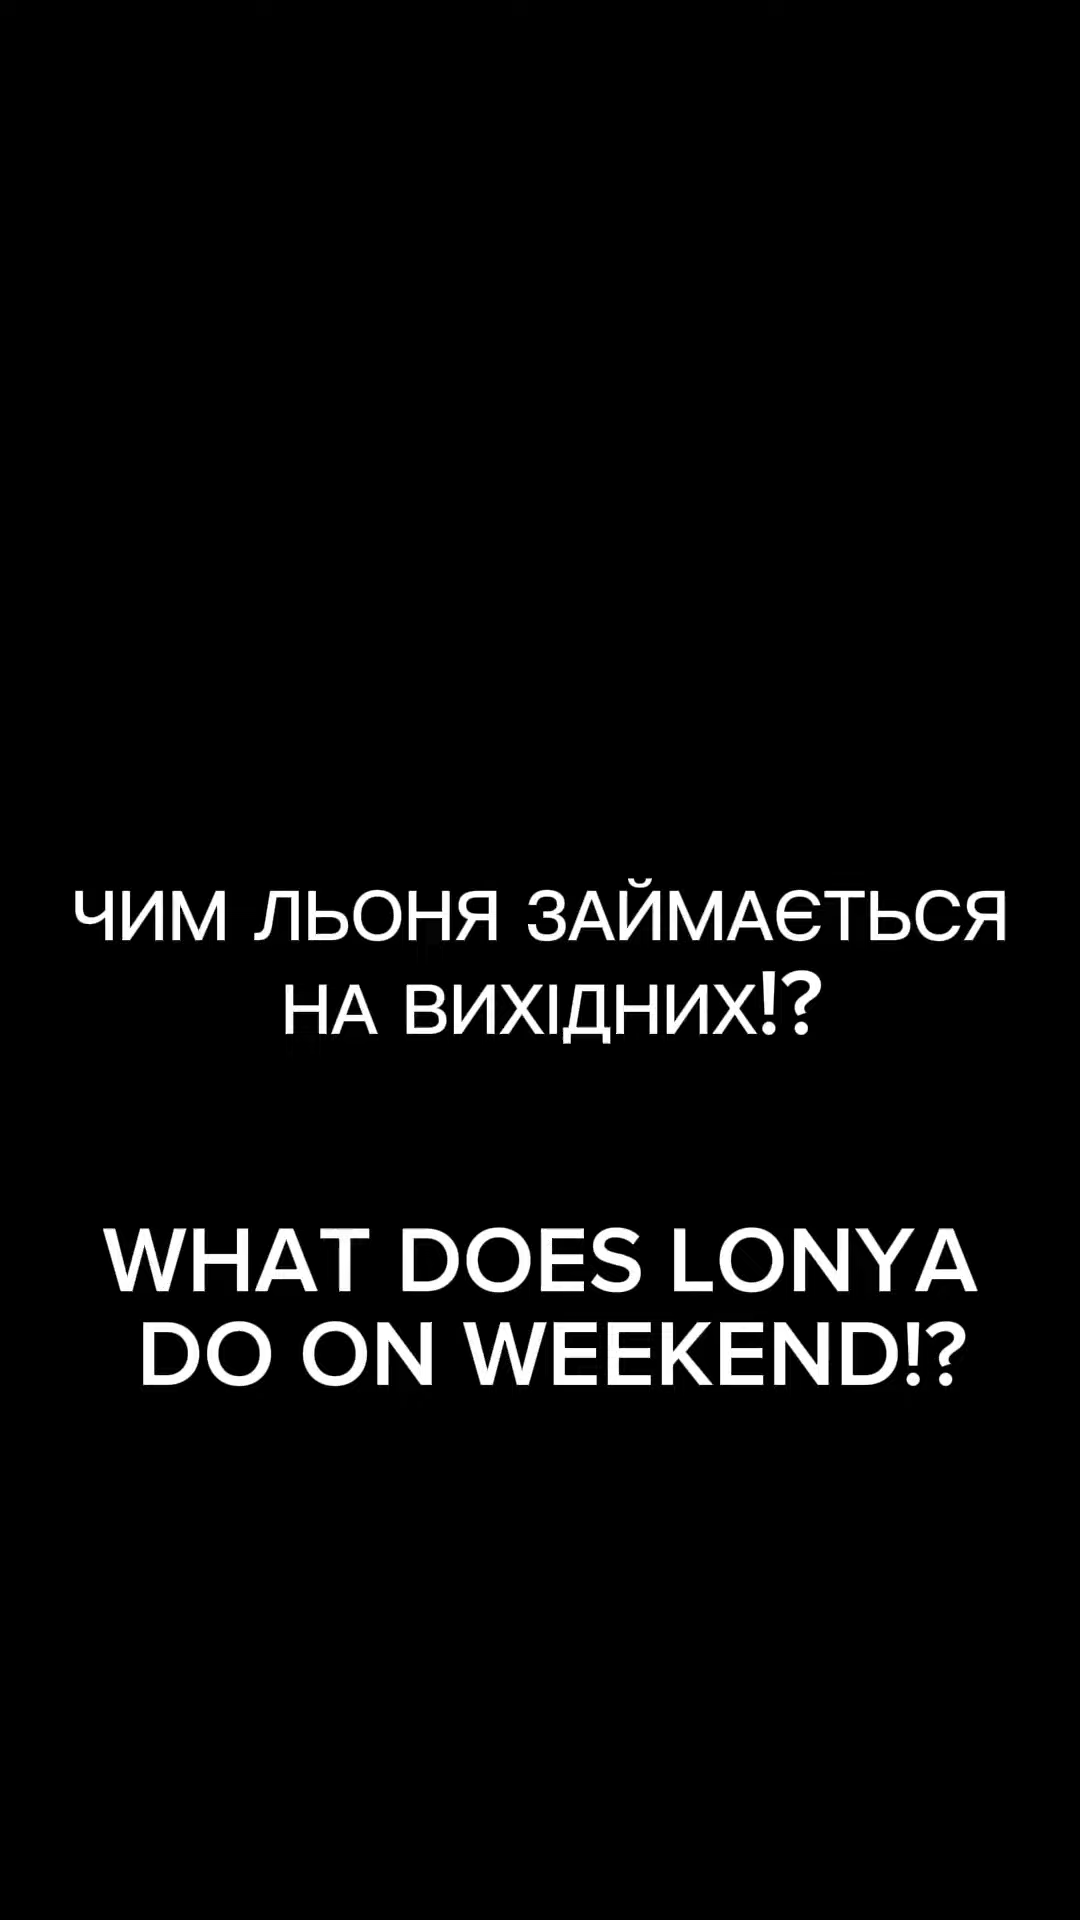 ЧИМ ЛЬОНЯ ЗАЙМАЄТЬСЯ
НА ВИХІДНИХ!?
WHAT DOES LONYA
DO ON WEEKEND!?